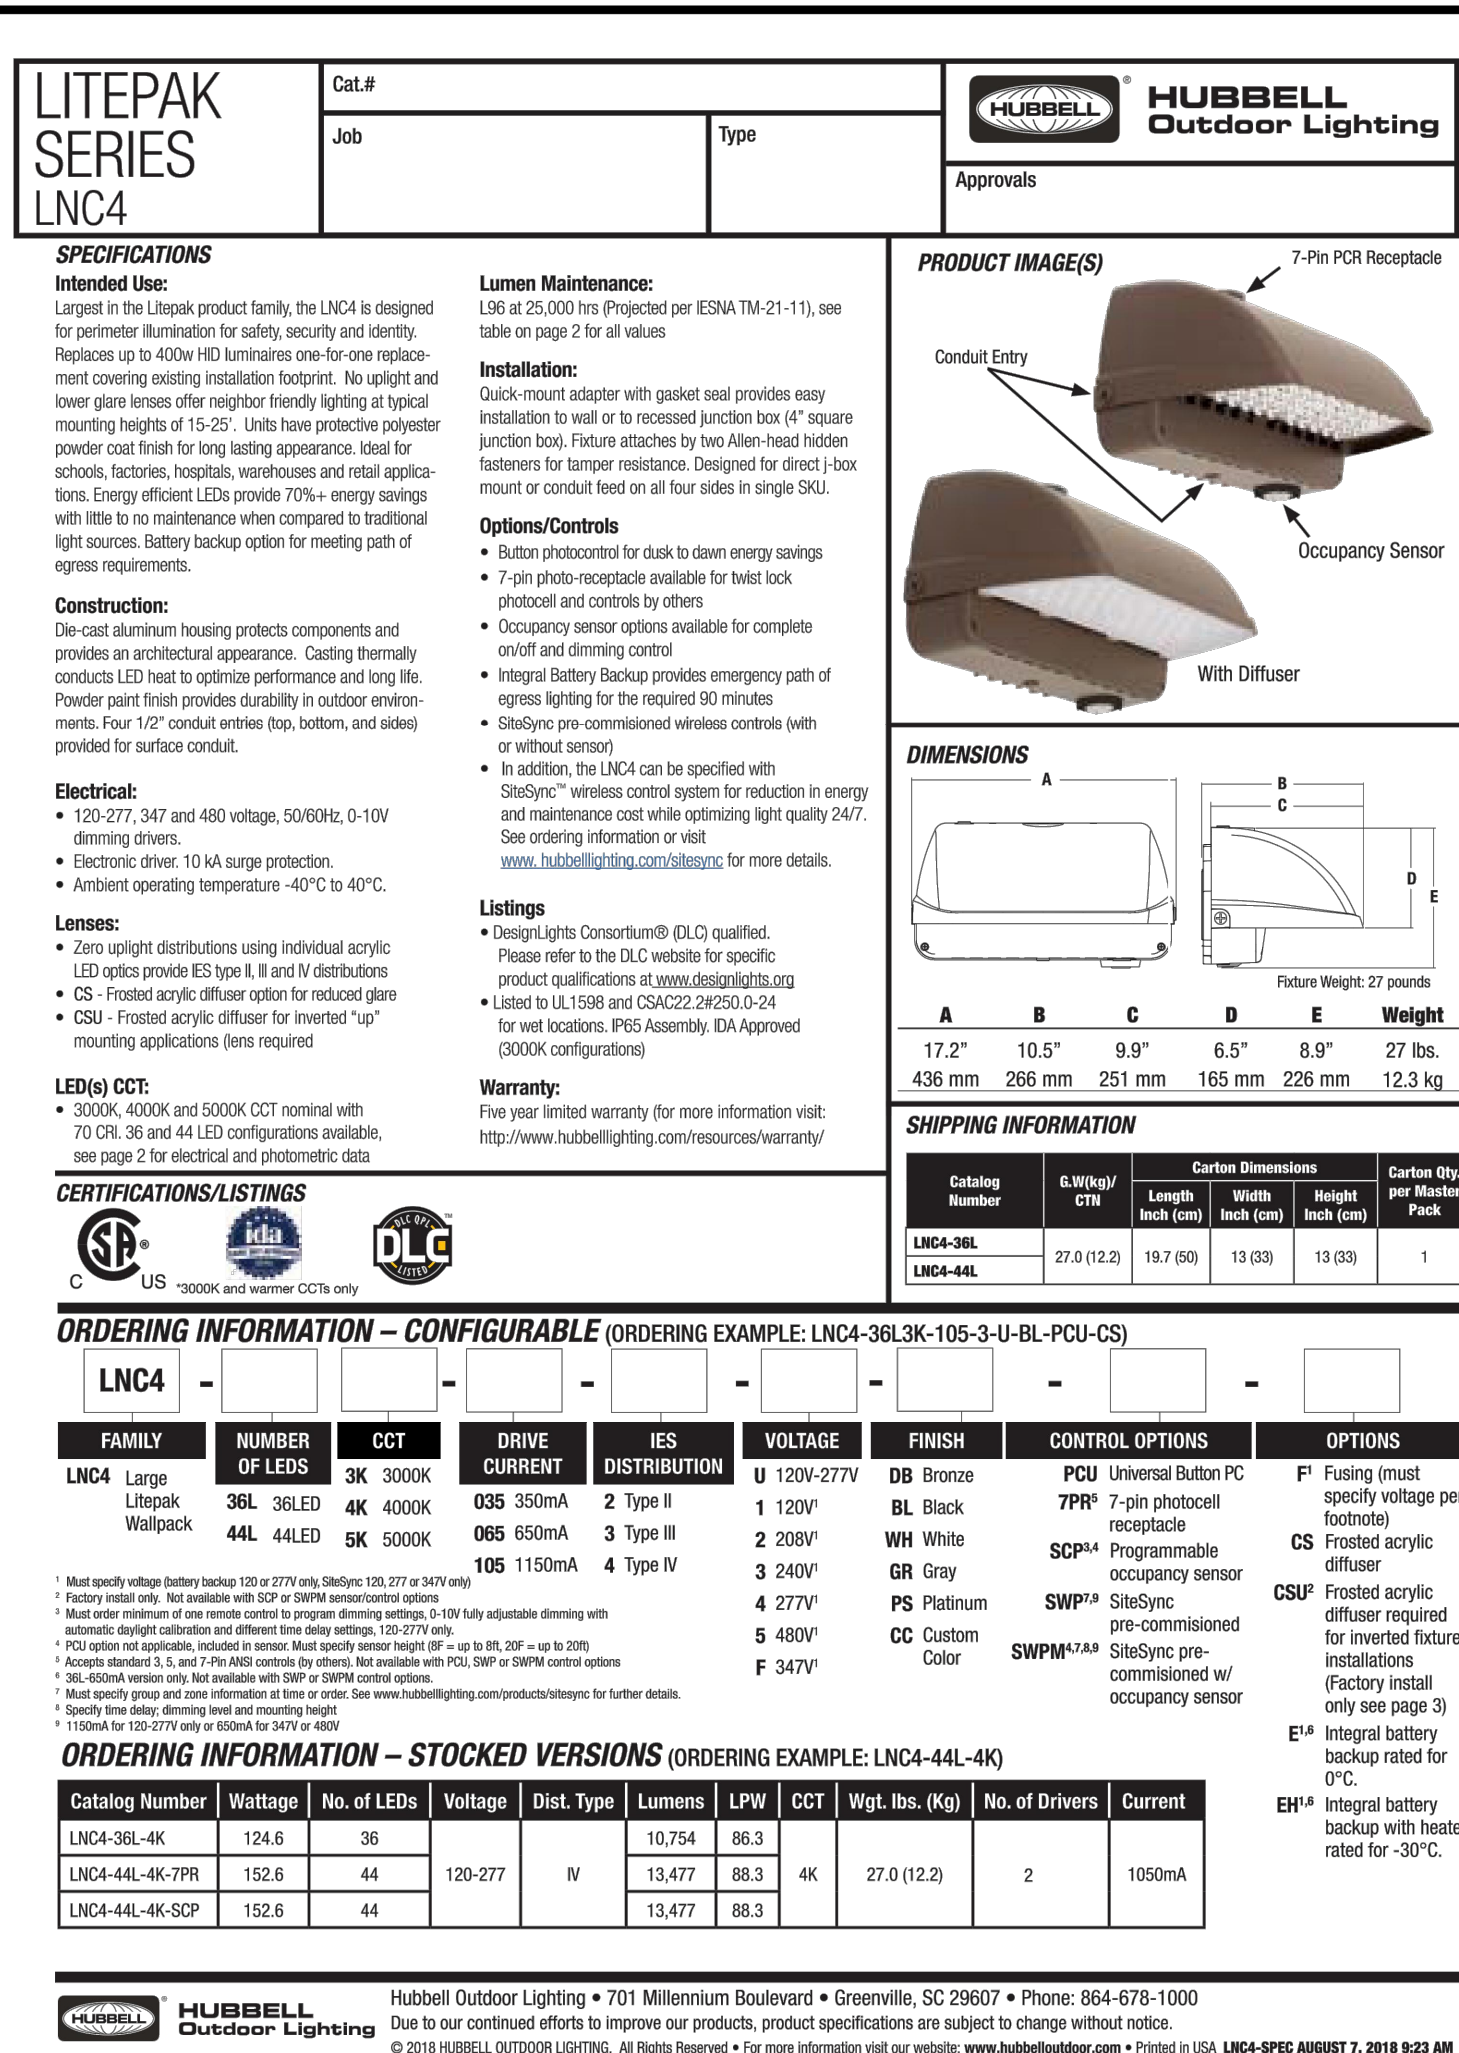 LITEPAK
SERIES
LNC4
Cat.#
Job
Type
HUBBELL
®
HUBBELL
Outdoor Lighting
Approvals
SPECIFICATIONS
Intended Use:
Largest in the Litepak product family, the LNC4 is designed
for perimeter illumination for safety, security and identity.
Replaces up to 400w HID luminaires one-for-one replace-
ment covering existing installation footprint. No uplight and
lower glare lenses offer neighbor friendly lighting at typical
mounting heights of 15-25'. Units have protective polyester
powder coat finish for long lasting appearance. Ideal for
schools, factories, hospitals, warehouses and retail applica-
tions. Energy efficient LEDs provide 70%+ energy savings
with little to no maintenance when compared to traditional
light sources. Battery backup option for meeting path of
egress requirements.
Construction:
Die-cast aluminum housing protects components and
provides an architectural appearance. Casting thermally
conducts LED heat to optimize performance and long life.
Powder paint finish provides durability in outdoor environ-
ments. Four 1/2" conduit entries (top, bottom, and sides)
provided for surface conduit.
Electrical:
• 120-277, 347 and 480 voltage, 50/60Hz, 0-10V
dimming drivers.
• Electronic driver. 10 kA surge protection.
• Ambient operating temperature -40°C to 40°C.
Lenses:
• Zero uplight distributions using individual acrylic
LED optics provide IES type II, III and IV distributions
• CS - Frosted acrylic diffuser option for reduced glare
• CSU - Frosted acrylic diffuser for inverted "up"
mounting applications (lens required
LED(s) CCT:
• 3000K, 4000K and 5000K CCT nominal with
70 CRI. 36 and 44 LED configurations available,
see page 2 for electrical and photometric data
Lumen Maintenance:
L96 at 25,000 hrs (Projected per IESNA TM-21-11), see
table on page 2 for all values
Installation:
Quick-mount adapter with gasket seal provides easy
installation to wall or to recessed junction box (4" square
junction box). Fixture attaches by two Allen-head hidden
fasteners for tamper resistance. Designed for direct j-box
mount or conduit feed on all four sides in single SKU.
Options/Controls
• Button photocontrol for dusk to dawn energy savings
• 7-pin photo-receptacle available for twist lock
photocell and controls by others
• Occupancy sensor options available for complete
on/off and dimming control
• Integral Battery Backup provides emergency path of
egress lighting for the required 90 minutes
• SiteSync pre-commisioned wireless controls (with
or without sensor)
• In addition, the LNC4 can be specified with
SiteSync™ wireless control system for reduction in energy
and maintenance cost while optimizing light quality 24/7.
See ordering information or visit
www. hubbelllighting.com/sitesync for more details.
Listings
• DesignLights Consortium® (DLC) qualified.
Please refer to the DLC website for specific
product qualifications at www.designlights.org
• Listed to UL1598 and CSAC22.2#250.0-24
for wet locations. IP65 Assembly. IDA Approved
(3000K configurations)
Warranty:
Five year limited warranty (for more information visit:
http://www.hubbelllighting.com/resources/warranty/
PRODUCT IMAGE(S)
7-Pin PCR Receptacle
Conduit Entry
Occupancy Sensor
With Diffuser
DIMENSIONS
A
B
C
D
E
Fixture Weight: 27 pounds
A B C D E Weight
17.2" 10.5" 9.9" 6.5" 8.9" 27 lbs.
436 mm 266 mm 251 mm 165 mm 226 mm 12.3 kg
SHIPPING INFORMATION
Catalog Number G.W(kg)/ CTN Carton Dimensions Carton Qty. per Master Pack
Length Inch (cm) Width Inch (cm) Height Inch (cm)
LNC4-36L 27.0 (12.2) 19.7 (50) 13 (33) 13 (33) 1
LNC4-44L
CERTIFICATIONS/LISTINGS
C US ®
ida
*3000K and warmer CCTs only
DLC QPL
DLC
LISTED
™
ORDERING INFORMATION – CONFIGURABLE (ORDERING EXAMPLE: LNC4-36L3K-105-3-U-BL-PCU-CS)
LNC4 - - - - - - -
FAMILY
LNC4 Large
Litepak
Wallpack
NUMBER
OF LEDS
36L 36LED
44L 44LED
CCT
3K 3000K
4K 4000K
5K 5000K
DRIVE
CURRENT
035 350mA
065 650mA
105 1150mA
IES
DISTRIBUTION
2 Type II
3 Type III
4 Type IV
VOLTAGE
U 120V-277V
1 120V¹
2 208V¹
3 240V¹
4 277V¹
5 480V¹
F 347V¹
FINISH
DB Bronze
BL Black
WH White
GR Gray
PS Platinum
CC Custom
Color
CONTROL OPTIONS
PCU Universal Button PC
7PR⁵ 7-pin photocell
receptacle
SCP³,⁴ Programmable
occupancy sensor
SWP⁷,⁹ SiteSync
pre-commisioned
SWPM⁴,⁷,⁸,⁹ SiteSync pre-
commisioned w/
occupancy sensor
OPTIONS
F¹ Fusing (must
specify voltage per
footnote)
CS Frosted acrylic
diffuser
CSU² Frosted acrylic
diffuser required
for inverted fixture
installations
(Factory install
only see page 3)
E¹,⁶ Integral battery
backup rated for
0°C.
EH¹,⁶ Integral battery
backup with heate
rated for -30°C.
¹ Must specify voltage (battery backup 120 or 277V only, SiteSync 120, 277 or 347V only)
² Factory install only. Not available with SCP or SWPM sensor/control options
³ Must order minimum of one remote control to program dimming settings, 0-10V fully adjustable dimming with
automatic daylight calibration and different time delay settings, 120-277V only.
⁴ PCU option not applicable, included in sensor. Must specify sensor height (8F = up to 8ft, 20F = up to 20ft)
⁵ Accepts standard 3, 5, and 7-Pin ANSI controls (by others). Not available with PCU, SWP or SWPM control options
⁶ 36L-650mA version only. Not available with SWP or SWPM control options.
⁷ Must specify group and zone information at time or order. See www.hubbelllighting.com/products/sitesync for further details.
⁸ Specify time delay; dimming level and mounting height
⁹ 1150mA for 120-277V only or 650mA for 347V or 480V
ORDERING INFORMATION – STOCKED VERSIONS (ORDERING EXAMPLE: LNC4-44L-4K)
Catalog Number Wattage No. of LEDs Voltage Dist. Type Lumens LPW CCT Wgt. lbs. (Kg) No. of Drivers Current
LNC4-36L-4K 124.6 36 10,754 86.3
LNC4-44L-4K-7PR 152.6 44 120-277 IV 13,477 88.3 4K 27.0 (12.2) 2 1050mA
LNC4-44L-4K-SCP 152.6 44 13,477 88.3
HUBBELL
®
HUBBELL
Outdoor Lighting
Hubbell Outdoor Lighting • 701 Millennium Boulevard • Greenville, SC 29607 • Phone: 864-678-1000
Due to our continued efforts to improve our products, product specifications are subject to change without notice.
© 2018 HUBBELL OUTDOOR LIGHTING. All Rights Reserved • For more information visit our website: www.hubbelloutdoor.com • Printed in USA LNC4-SPEC AUGUST 7, 2018 9:23 AM